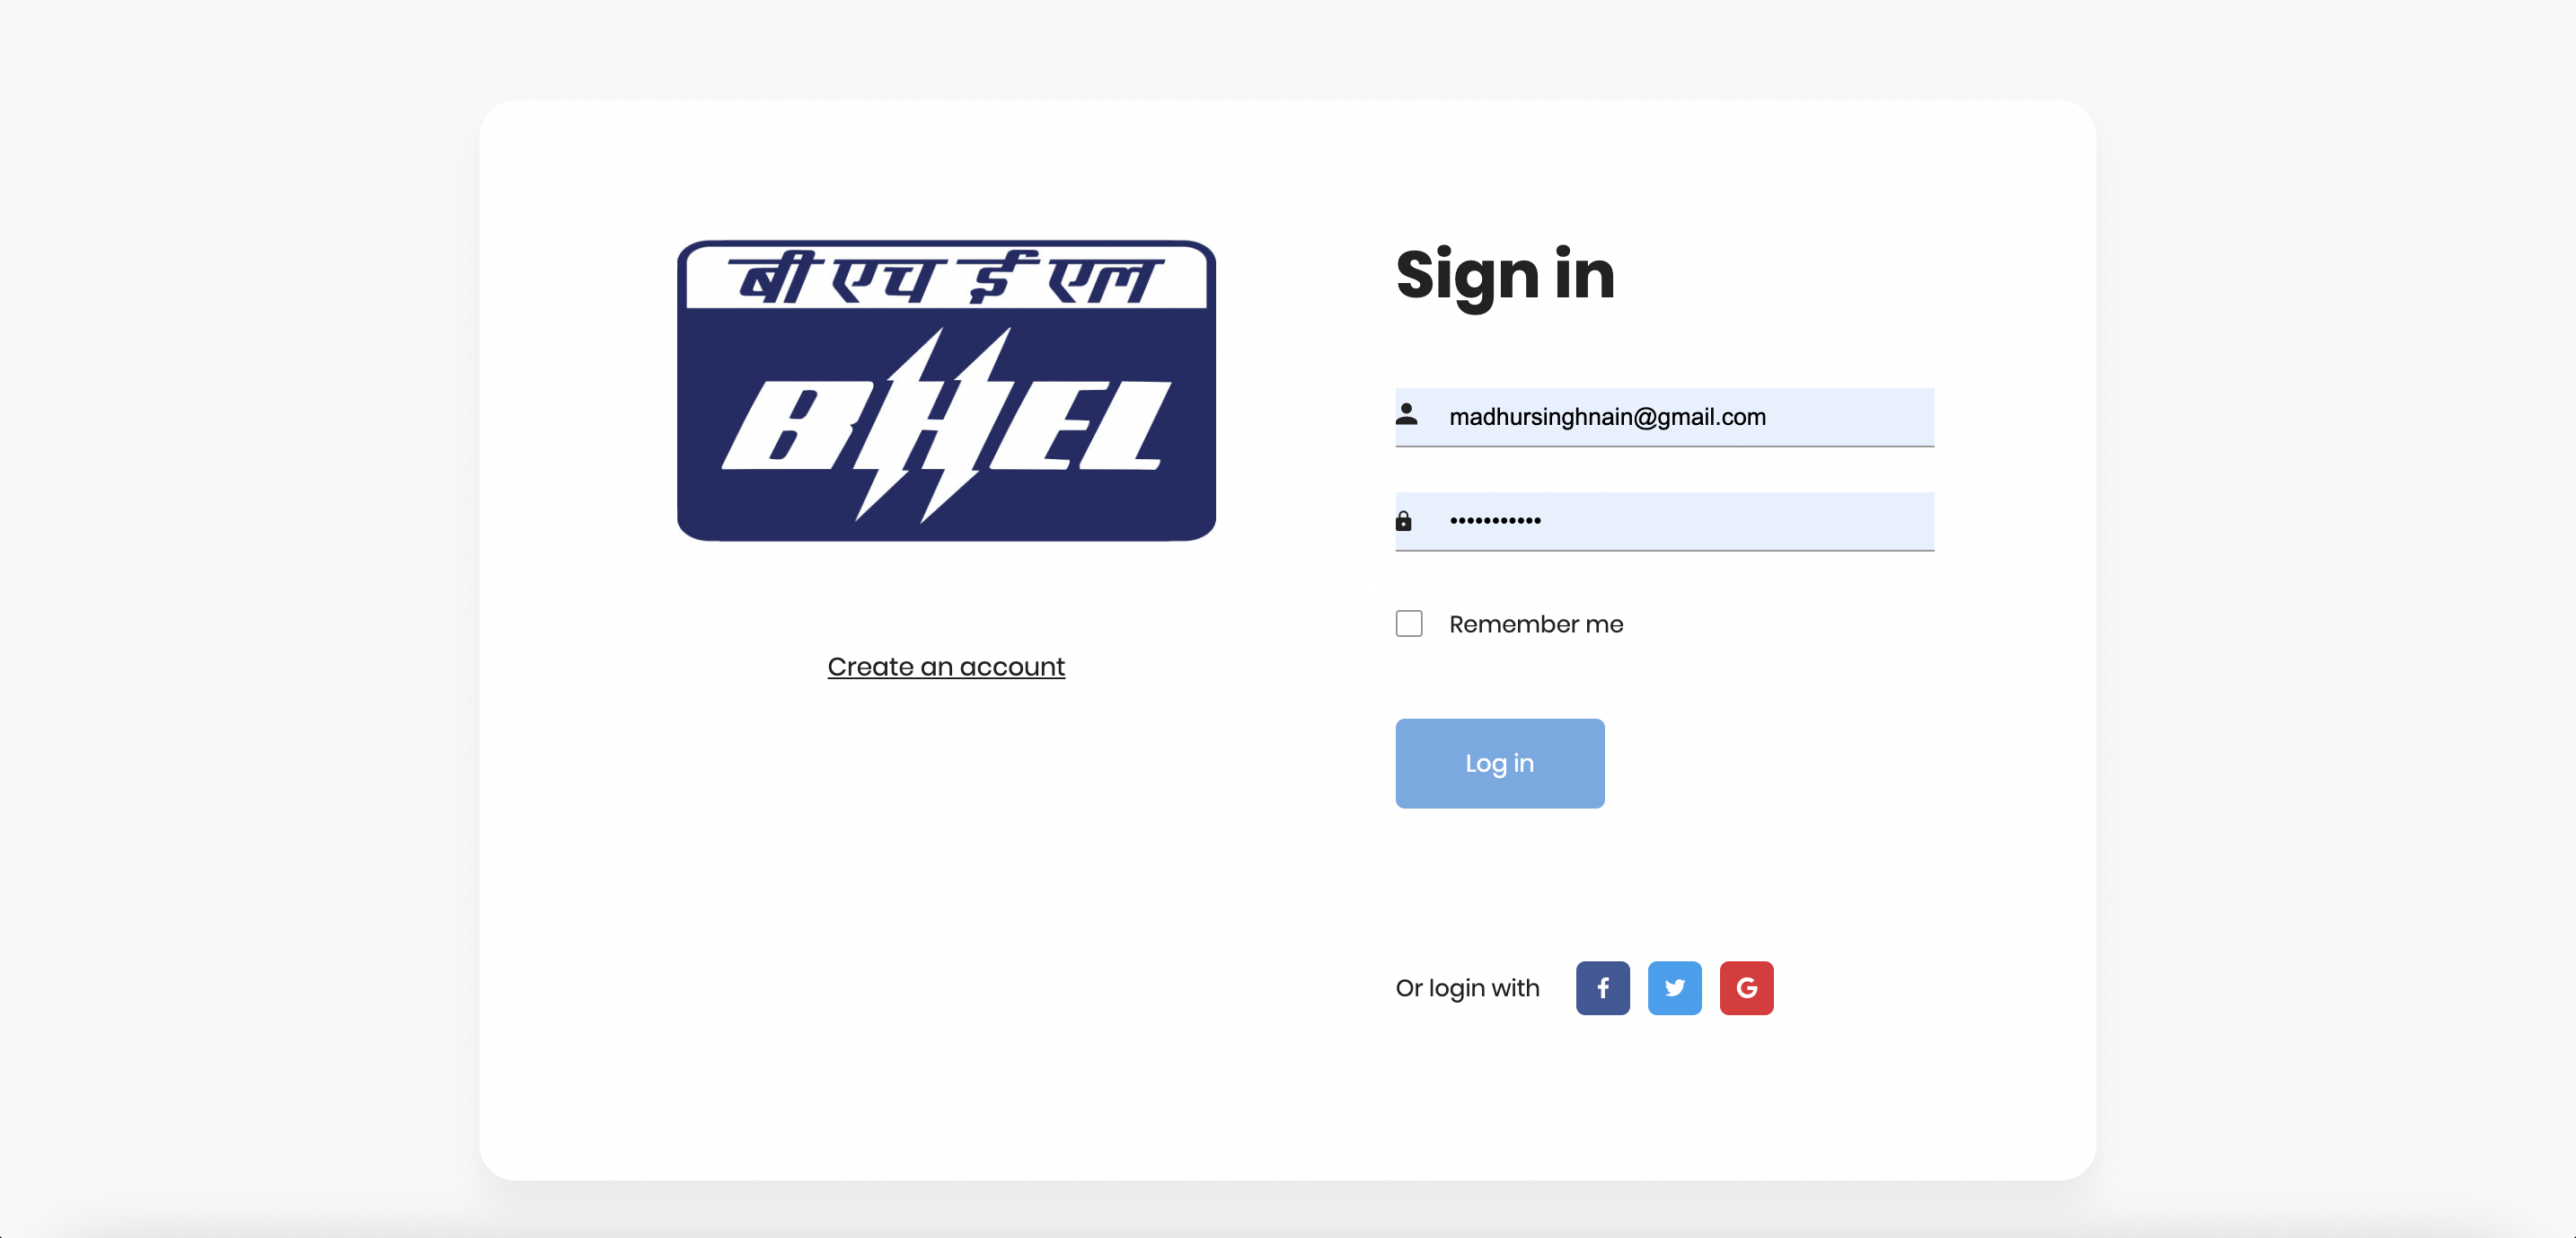 बी एच ई एल
BHEL
Create an account
Sign in
madhursinghnain@gmail.com
•••••••••••
Remember me
Log in
Or login with